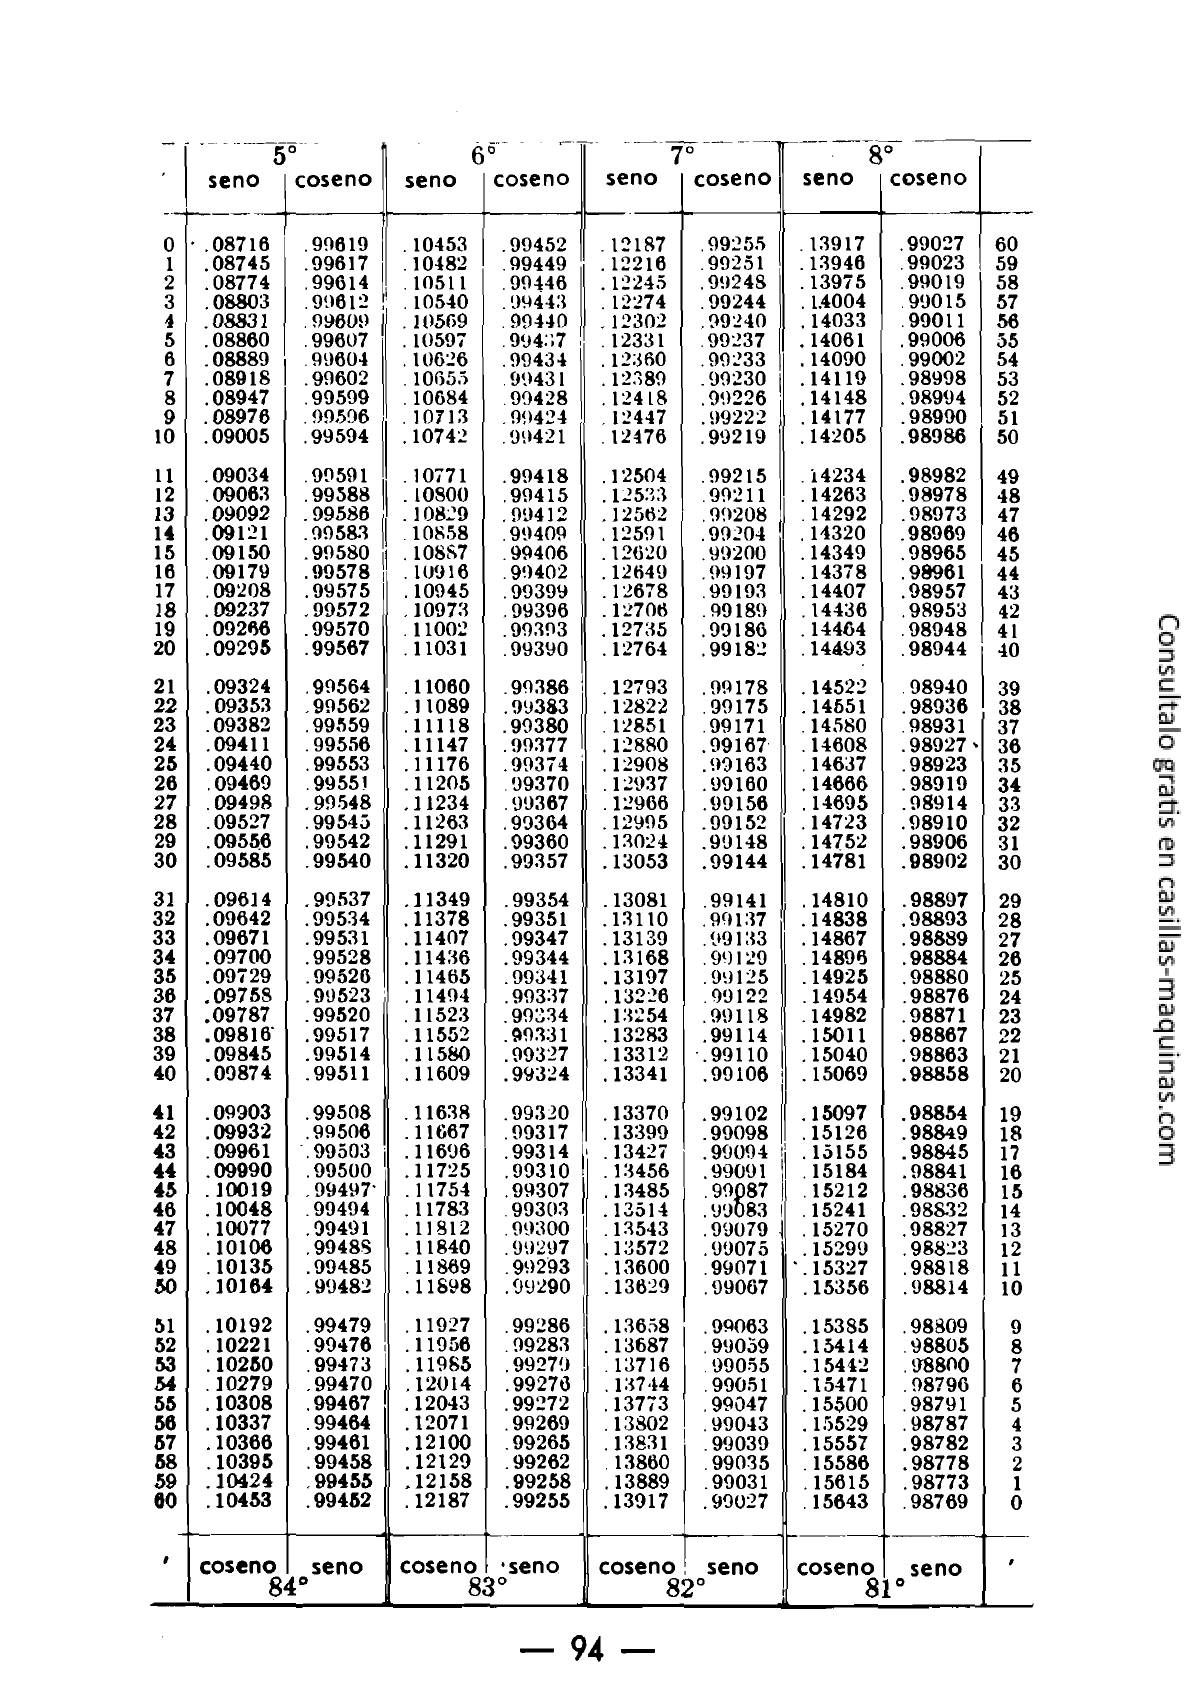 5° 6° 7° 8°
' seno coseno seno coseno seno coseno seno coseno
0 .08716 .99619 .10453 .99452 .12187 .99255 .13917 .99027 60
1 .08745 .99617 .10482 .99449 .12216 .99251 .13946 .99023 59
2 .08774 .99614 .10511 .99446 .12245 .99248 .13975 .99019 58
3 .08803 .99612 .10540 .99443 .12274 .99244 .14004 .99015 57
4 .08831 .99609 .10569 .99440 .12302 .99240 .14033 .99011 56
5 .08860 .99607 .10597 .99437 .12331 .99237 .14061 .99006 55
6 .08889 .99604 .10626 .99434 .12360 .99233 .14090 .99002 54
7 .08918 .99602 .10655 .99431 .12389 .99230 .14119 .98998 53
8 .08947 .99599 .10684 .99428 .12418 .99226 .14148 .98994 52
9 .08976 .99596 .10713 .99424 .12447 .99222 .14177 .98990 51
10 .09005 .99594 .10742 .99421 .12476 .99219 .14205 .98986 50
11 .09034 .99591 .10771 .99418 .12504 .99215 .14234 .98982 49
12 .09063 .99588 .10800 .99415 .12533 .99211 .14263 .98978 48
13 .09092 .99586 .10829 .99412 .12562 .99208 .14292 .98973 47
14 .09121 .99583 .10858 .99409 .12591 .99204 .14320 .98969 46
15 .09150 .99580 .10887 .99406 .12620 .99200 .14349 .98965 45
16 .09179 .99578 .10916 .99402 .12649 .99197 .14378 .98961 44
17 .09208 .99575 .10945 .99399 .12678 .99193 .14407 .98957 43
18 .09237 .99572 .10973 .99396 .12706 .99189 .14436 .98953 42
19 .09266 .99570 .11002 .99393 .12735 .99186 .14464 .98948 41
20 .09295 .99567 .11031 .99390 .12764 .99182 .14493 .98944 40
21 .09324 .99564 .11060 .99386 .12793 .99178 .14522 .98940 39
22 .09353 .99562 .11089 .99383 .12822 .99175 .14551 .98936 38
23 .09382 .99559 .11118 .99380 .12851 .99171 .14580 .98931 37
24 .09411 .99556 .11147 .99377 .12880 .99167 .14608 .98927 36
25 .09440 .99553 .11176 .99374 .12908 .99163 .14637 .98923 35
26 .09469 .99551 .11205 .99370 .12937 .99160 .14666 .98919 34
27 .09498 .99548 .11234 .99367 .12966 .99156 .14695 .98914 33
28 .09527 .99545 .11263 .99364 .12995 .99152 .14723 .98910 32
29 .09556 .99542 .11291 .99360 .13024 .99148 .14752 .98906 31
30 .09585 .99540 .11320 .99357 .13053 .99144 .14781 .98902 30
31 .09614 .99537 .11349 .99354 .13081 .99141 .14810 .98897 29
32 .09642 .99534 .11378 .99351 .13110 .99137 .14838 .98893 28
33 .09671 .99531 .11407 .99347 .13139 .99133 .14867 .98889 27
34 .09700 .99528 .11436 .99344 .13168 .99129 .14896 .98884 26
35 .09729 .99526 .11465 .99341 .13197 .99125 .14925 .98880 25
36 .09758 .99523 .11494 .99337 .13226 .99122 .14954 .98876 24
37 .09787 .99520 .11523 .99334 .13254 .99118 .14982 .98871 23
38 .09816 .99517 .11552 .99331 .13283 .99114 .15011 .98867 22
39 .09845 .99514 .11580 .99327 .13312 .99110 .15040 .98863 21
40 .09874 .99511 .11609 .99324 .13341 .99106 .15069 .98858 20
41 .09903 .99508 .11638 .99320 .13370 .99102 .15097 .98854 19
42 .09932 .99506 .11667 .99317 .13399 .99098 .15126 .98849 18
43 .09961 .99503 .11696 .99314 .13427 .99094 .15155 .98845 17
44 .09990 .99500 .11725 .99310 .13456 .99091 .15184 .98841 16
45 .10019 .99497 .11754 .99307 .13485 .99087 .15212 .98836 15
46 .10048 .99494 .11783 .99303 .13514 .99083 .15241 .98832 14
47 .10077 .99491 .11812 .99300 .13543 .99079 .15270 .98827 13
48 .10106 .99488 .11840 .99297 .13572 .99075 .15299 .98823 12
49 .10135 .99485 .11869 .99293 .13600 .99071 .15327 .98818 11
50 .10164 .99482 .11898 .99290 .13629 .99067 .15356 .98814 10
51 .10192 .99479 .11927 .99286 .13658 .99063 .15385 .98809 9
52 .10221 .99476 .11956 .99283 .13687 .99059 .15414 .98805 8
53 .10250 .99473 .11985 .99279 .13716 .99055 .15442 .98800 7
54 .10279 .99470 .12014 .99276 .13744 .99051 .15471 .98796 6
55 .10308 .99467 .12043 .99272 .13773 .99047 .15500 .98791 5
56 .10337 .99464 .12071 .99269 .13802 .99043 .15529 .98787 4
57 .10366 .99461 .12100 .99265 .13831 .99039 .15557 .98782 3
58 .10395 .99458 .12129 .99262 .13860 .99035 .15586 .98778 2
59 .10424 .99455 .12158 .99258 .13889 .99031 .15615 .98773 1
60 .10453 .99452 .12187 .99255 .13917 .99027 .15643 .98769 0
' coseno seno coseno seno coseno seno coseno seno '
84° 83° 82° 81°
— 94 —
Consultalo gratis en casillas-maquinas.com